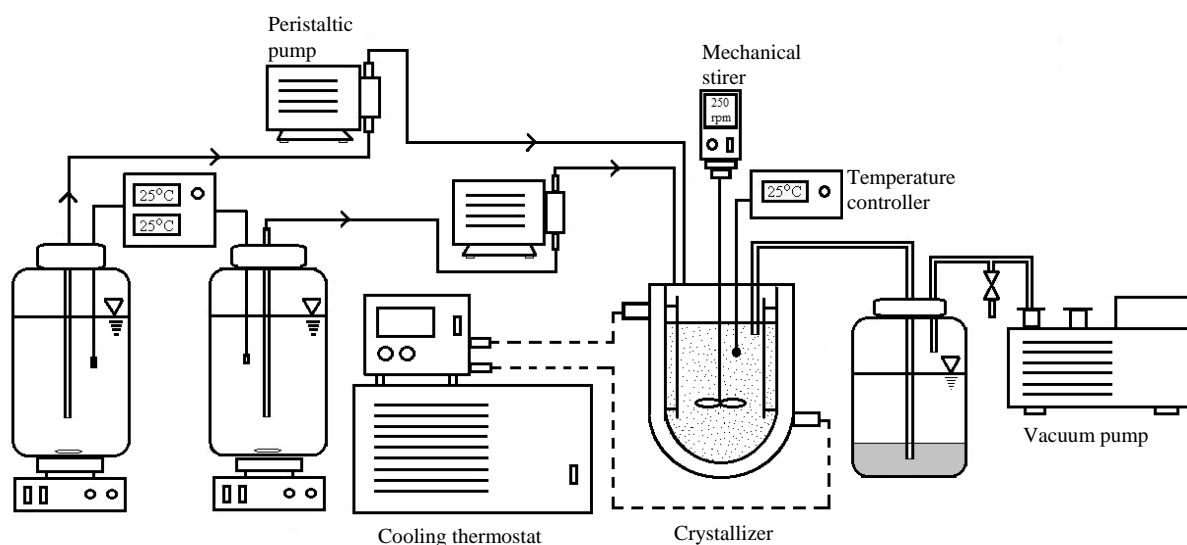 Peristaltic
pump
Mechanical
stirer
250
rpm
25°C
25°C
25°C
Temperature
controller
Vacuum pump
Cooling thermostat
Crystallizer